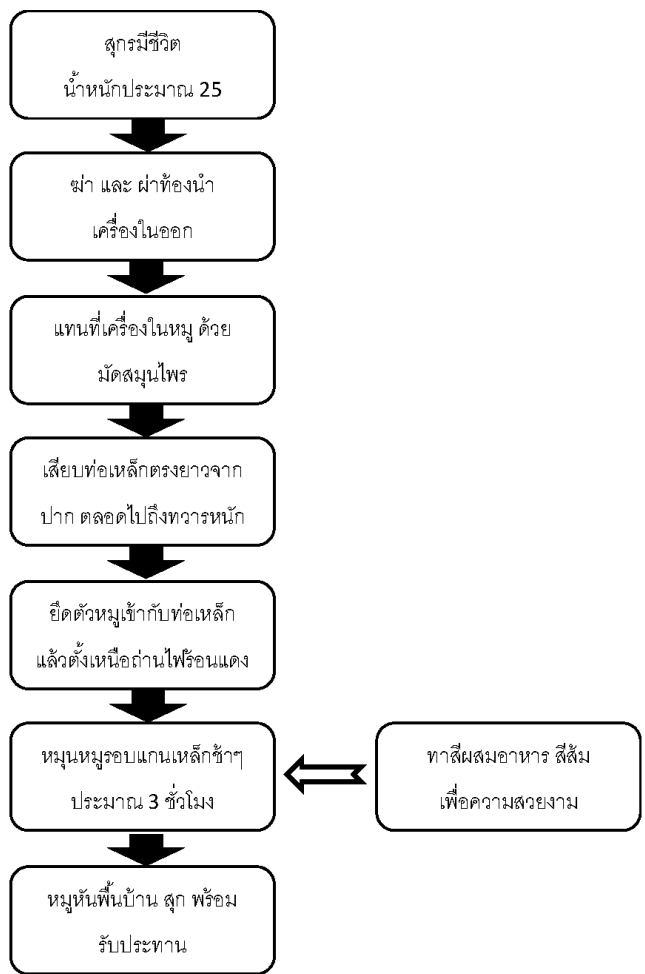 สุกรมีชีวิต
น้ำหนักประมาณ 25
ฆ่า และ ผ่าท้องนำ
เครื่องในออก
แทนที่เครื่องในหมู ด้วย
มัดสมุนไพร
เสียบท่อเหล็กตรงยาวจาก
ปาก ตลอดไปถึงทวารหนัก
ยึดตัวหมูเข้ากับท่อเหล็ก
แล้วตั้งเหนือถ่านไฟร้อนแดง
หมุนหมูรอบแกนเหล็กช้าๆ
ประมาณ 3 ชั่วโมง
ทาสีผสมอาหาร สีส้ม
เพื่อความสวยงาม
หมูหันพื้นบ้าน สุก พร้อม
รับประทาน